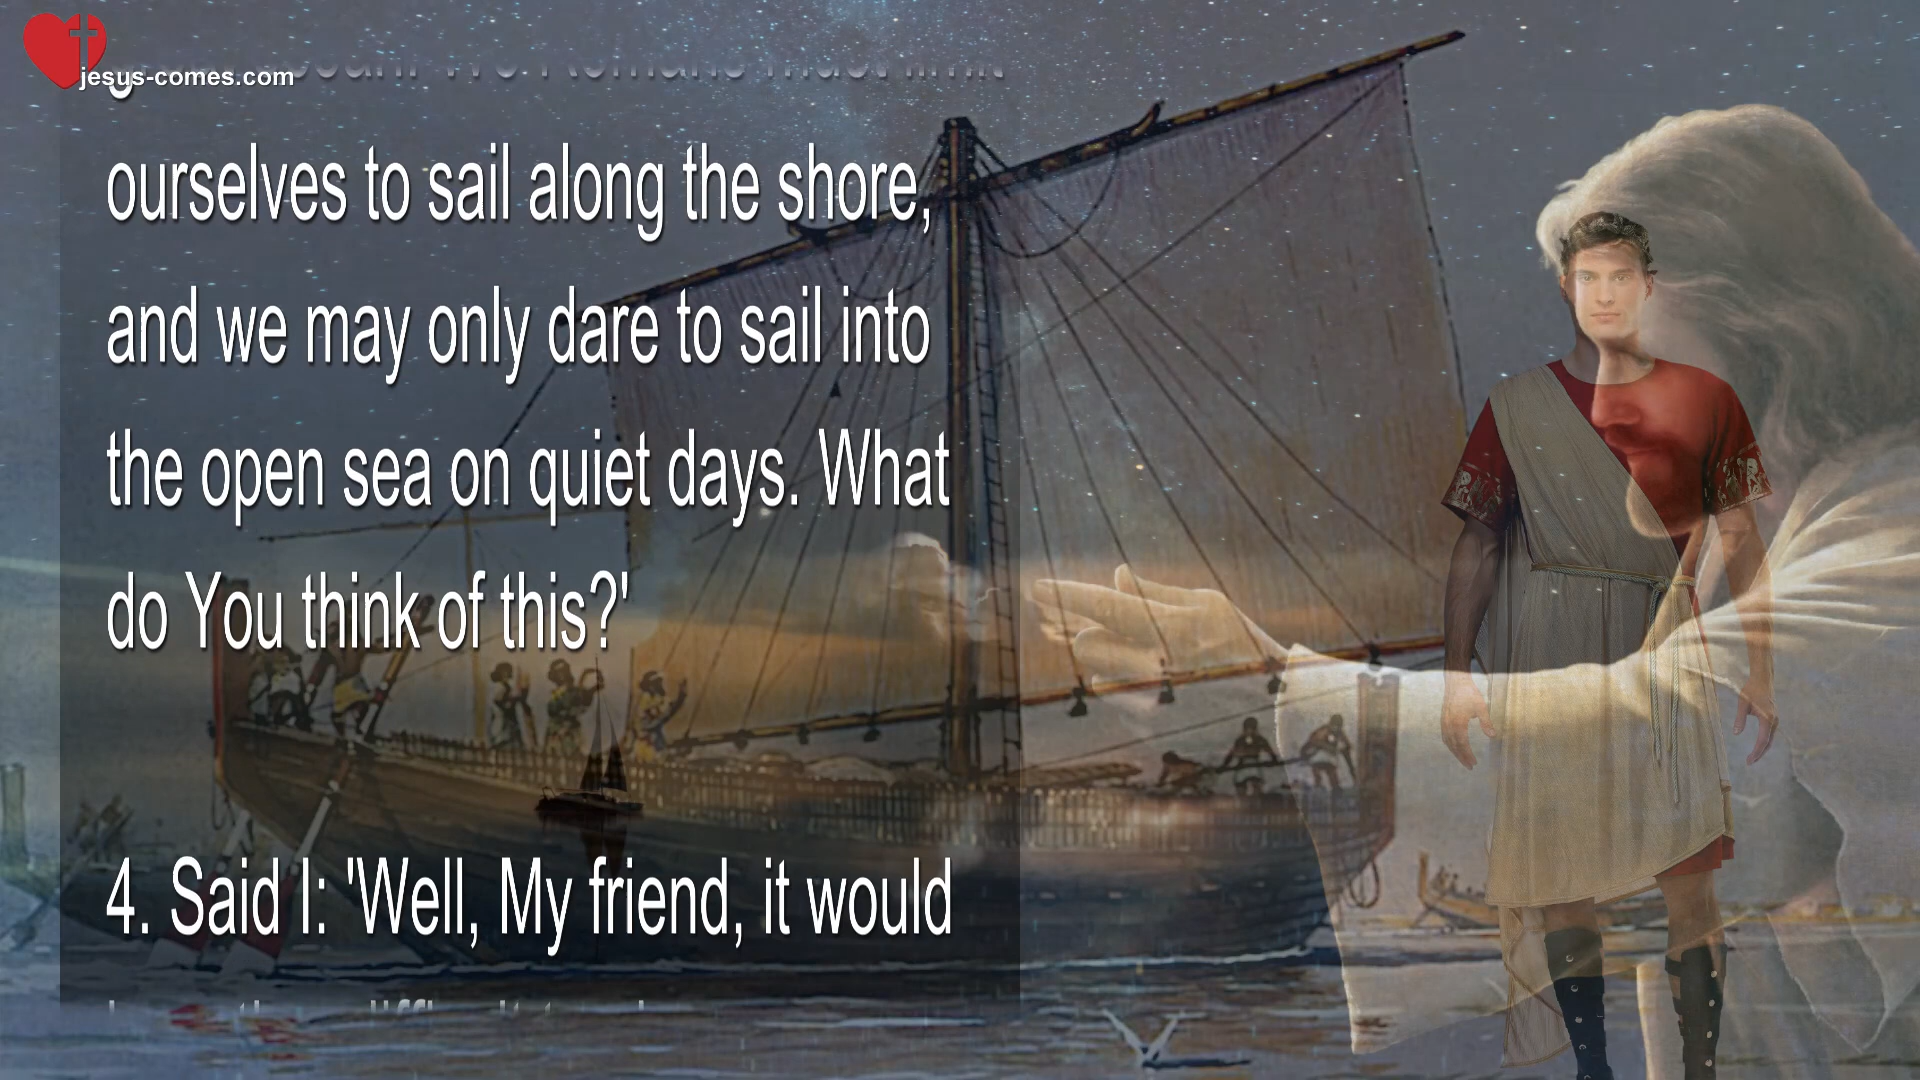 jesus-comes.com
ourselves to sail along the shore,
and we may only dare to sail into
the open sea on quiet days. What
do You think of this?'
4. Said I: 'Well, My friend, it would